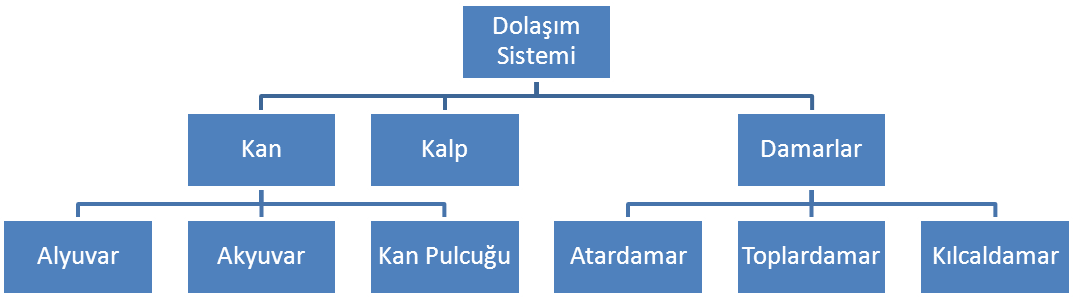 Dolaşım
Sistemi
Kan
Kalp
Damarlar
Alyuvar
Akyuvar
Kan Pulcuğu
Atardamar
Toplardamar
Kılcaldamar